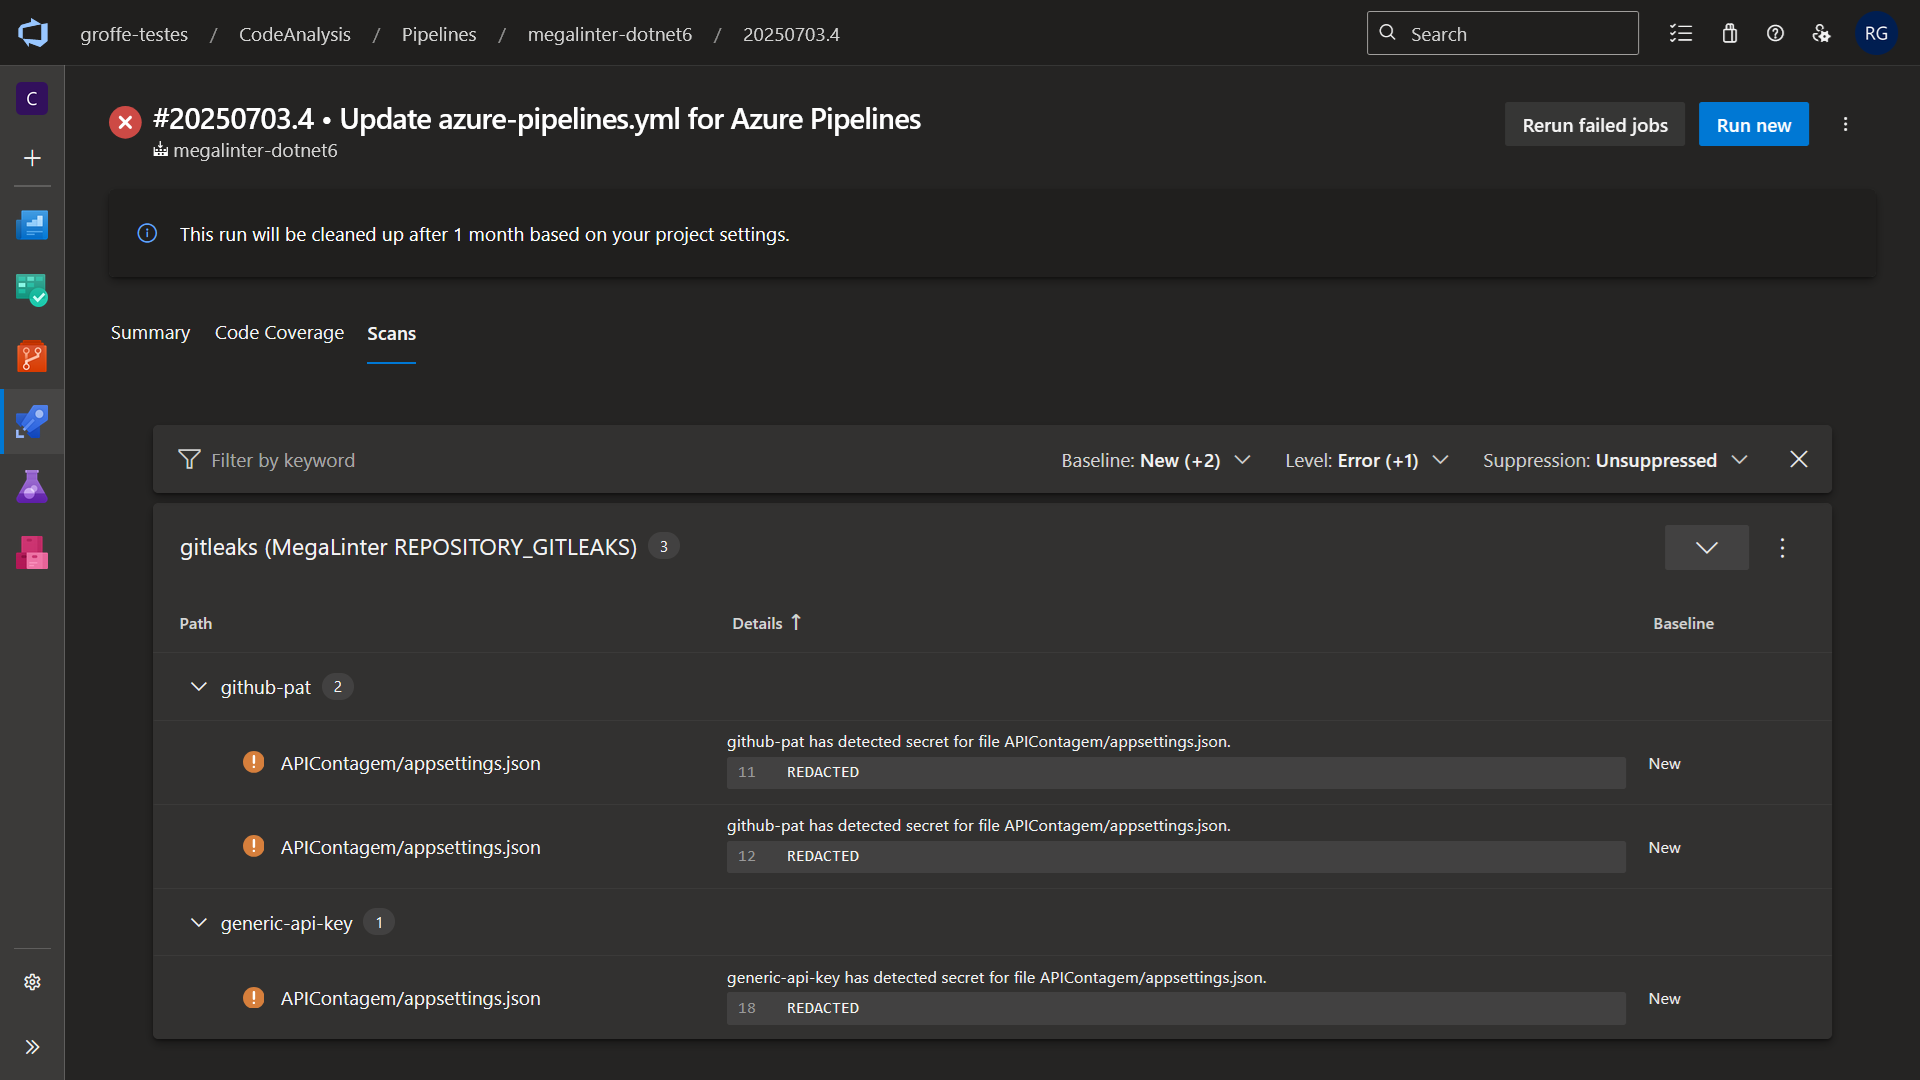 groffe-testes / CodeAnalysis / Pipelines / megalinter-dotnet6 / 20250703.4
Search
RG
C
#20250703.4 • Update azure-pipelines.yml for Azure Pipelines
megalinter-dotnet6
Rerun failed jobs
Run new
This run will be cleaned up after 1 month based on your project settings.
Summary Code Coverage Scans
Filter by keyword
Baseline: New (+2)
Level: Error (+1)
Suppression: Unsuppressed
gitleaks (MegaLinter REPOSITORY_GITLEAKS) 3
Path Details Baseline
github-pat 2
APIContagem/appsettings.json
github-pat has detected secret for file APIContagem/appsettings.json.
11 REDACTED
New
APIContagem/appsettings.json
github-pat has detected secret for file APIContagem/appsettings.json.
12 REDACTED
New
generic-api-key 1
APIContagem/appsettings.json
generic-api-key has detected secret for file APIContagem/appsettings.json.
18 REDACTED
New